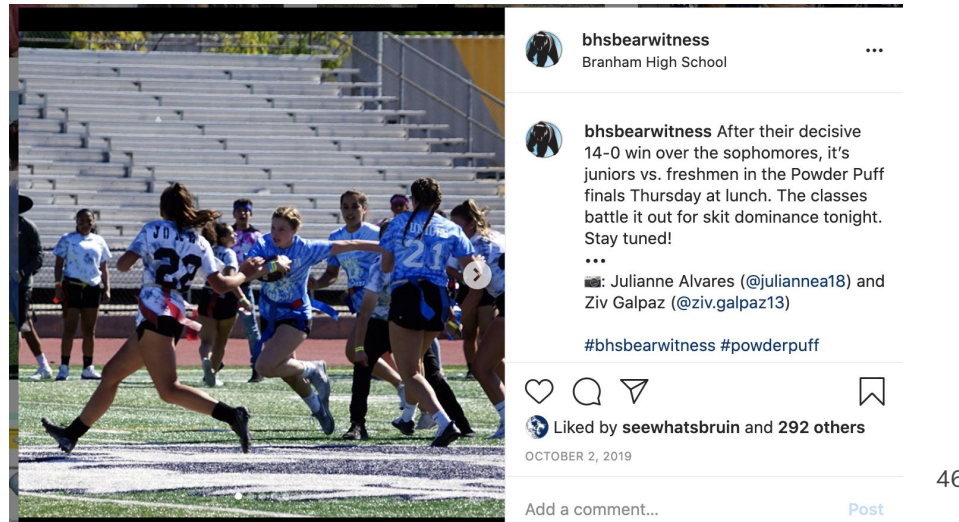 bhsbearwitness
Branham High School
bhsbearwitness After their decisive
14-0 win over the sophomores, it's
juniors vs. freshmen in the Powder Puff
finals Thursday at lunch. The classes
battle it out for skit dominance tonight.
Stay tuned!
•••
📷: Julianne Alvares (@juliannea18) and
Ziv Galpaz (@ziv.galpaz13)
#bhsbearwitness #powderpuff
Liked by seewhatsbruin and 292 others
OCTOBER 2, 2019
Add a comment... Post
46
22
21